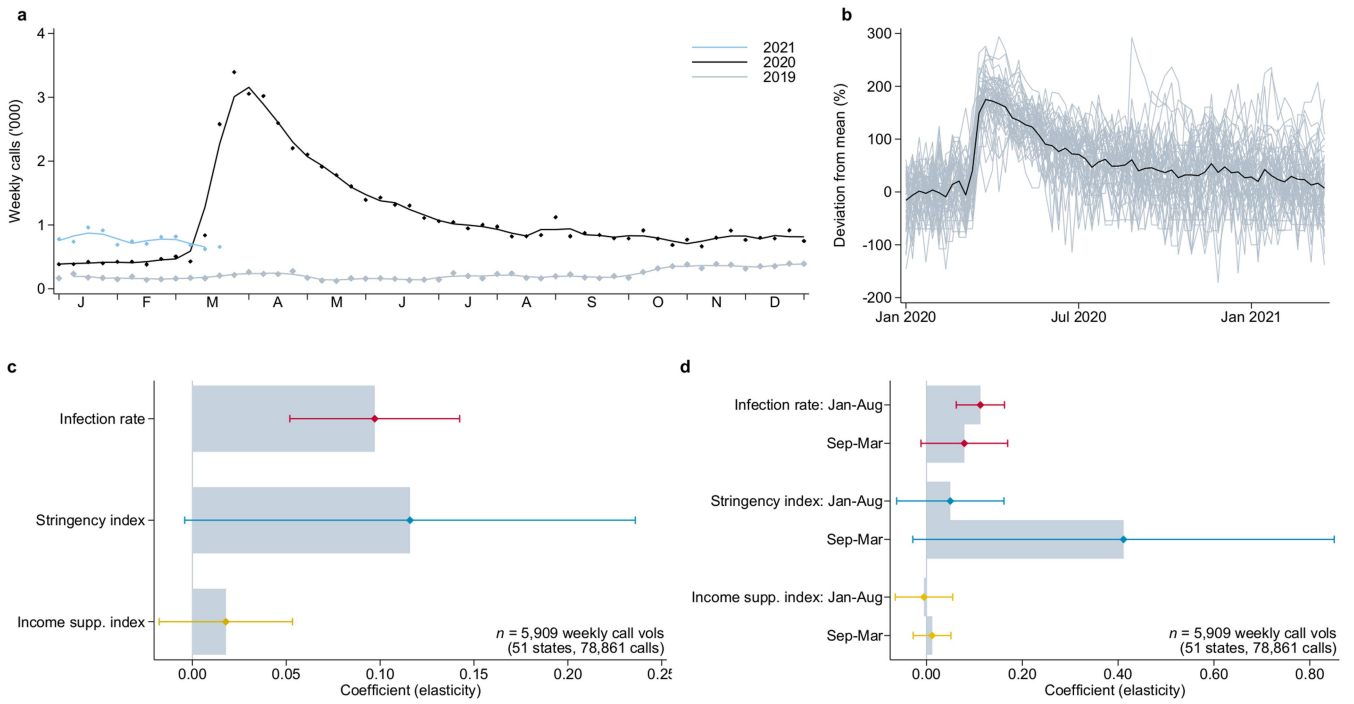 a
Weekly calls ('000)
4
3
2
1
0
2021
2020
2019
J F M A M J J A S O N D
b
Deviation from mean (%)
300
200
100
0
-100
-200
Jan 2020 Jul 2020 Jan 2021
c
Infection rate
Stringency index
Income supp. index
n = 5,909 weekly call vols
(51 states, 78,861 calls)
0.00 0.05 0.10 0.15 0.20 0.25
Coefficient (elasticity)
d
Infection rate: Jan-Aug
Sep-Mar
Stringency index: Jan-Aug
Sep-Mar
Income supp. index: Jan-Aug
Sep-Mar
n = 5,909 weekly call vols
(51 states, 78,861 calls)
0.00 0.20 0.40 0.60 0.80
Coefficient (elasticity)